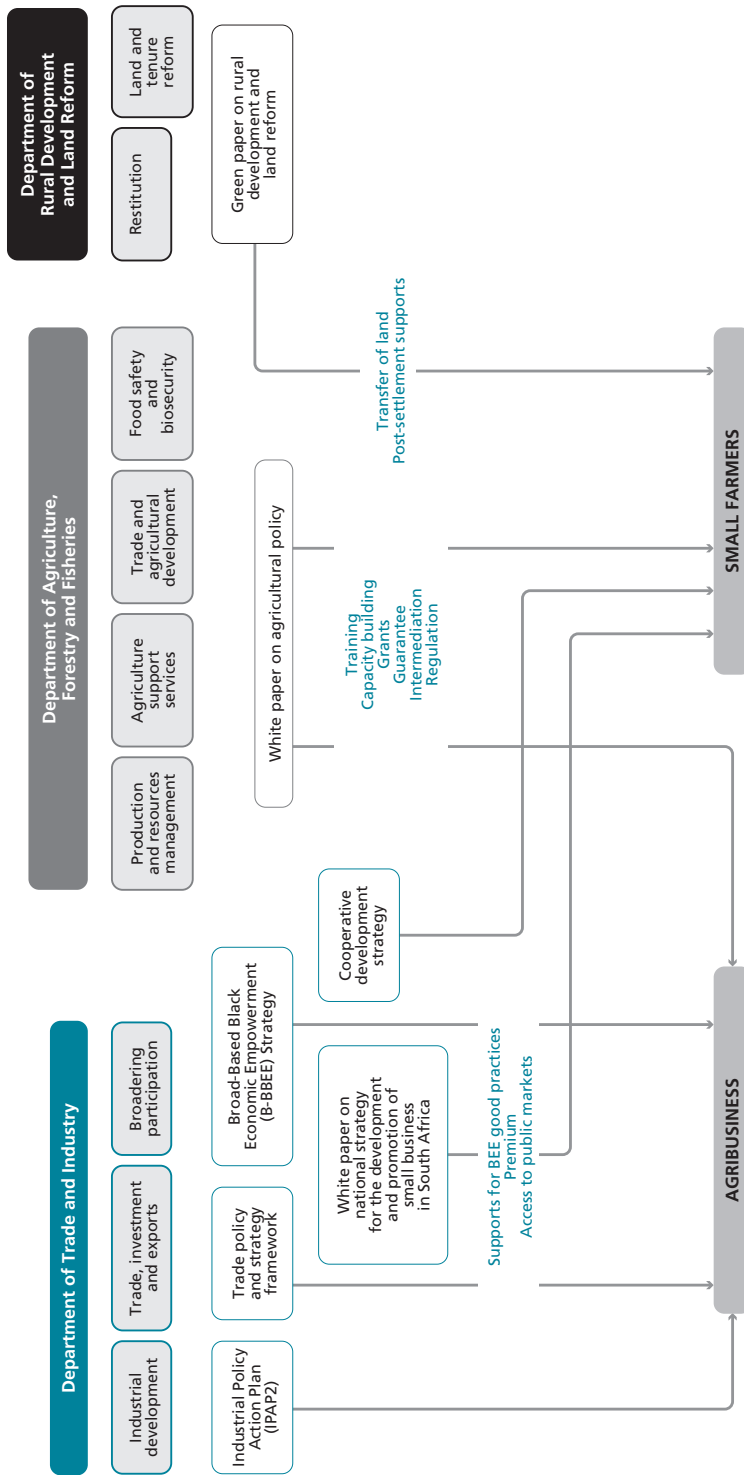 Department of Trade and Industry
Industrial
development
Trade, investment
and exports
Broadering
participation
Industrial Policy
Action Plan
(IPAP2)
Trade policy
and strategy
framework
Broad-Based Black
Economic Empowerment
(B-BBEE) Strategy
White paper on
national strategy
for the development
and promotion of
small business
in South Africa
Cooperative
development
strategy
Supports for BEE good practices
Premium
Access to public markets
Department of Agriculture,
Forestry and Fisheries
Production
and resources
management
Agriculture
support
services
Trade and
agricultural
development
Food safety
and
biosecurity
White paper on agricultural policy
Training
Capacity building
Grants
Guarantee
Intermediation
Regulation
Department of
Rural Development
and Land Reform
Restitution
Land and
tenure
reform
Green paper on rural
development and
land reform
Transfer of land
Post-settlement supports
AGRIBUSINESS
SMALL FARMERS